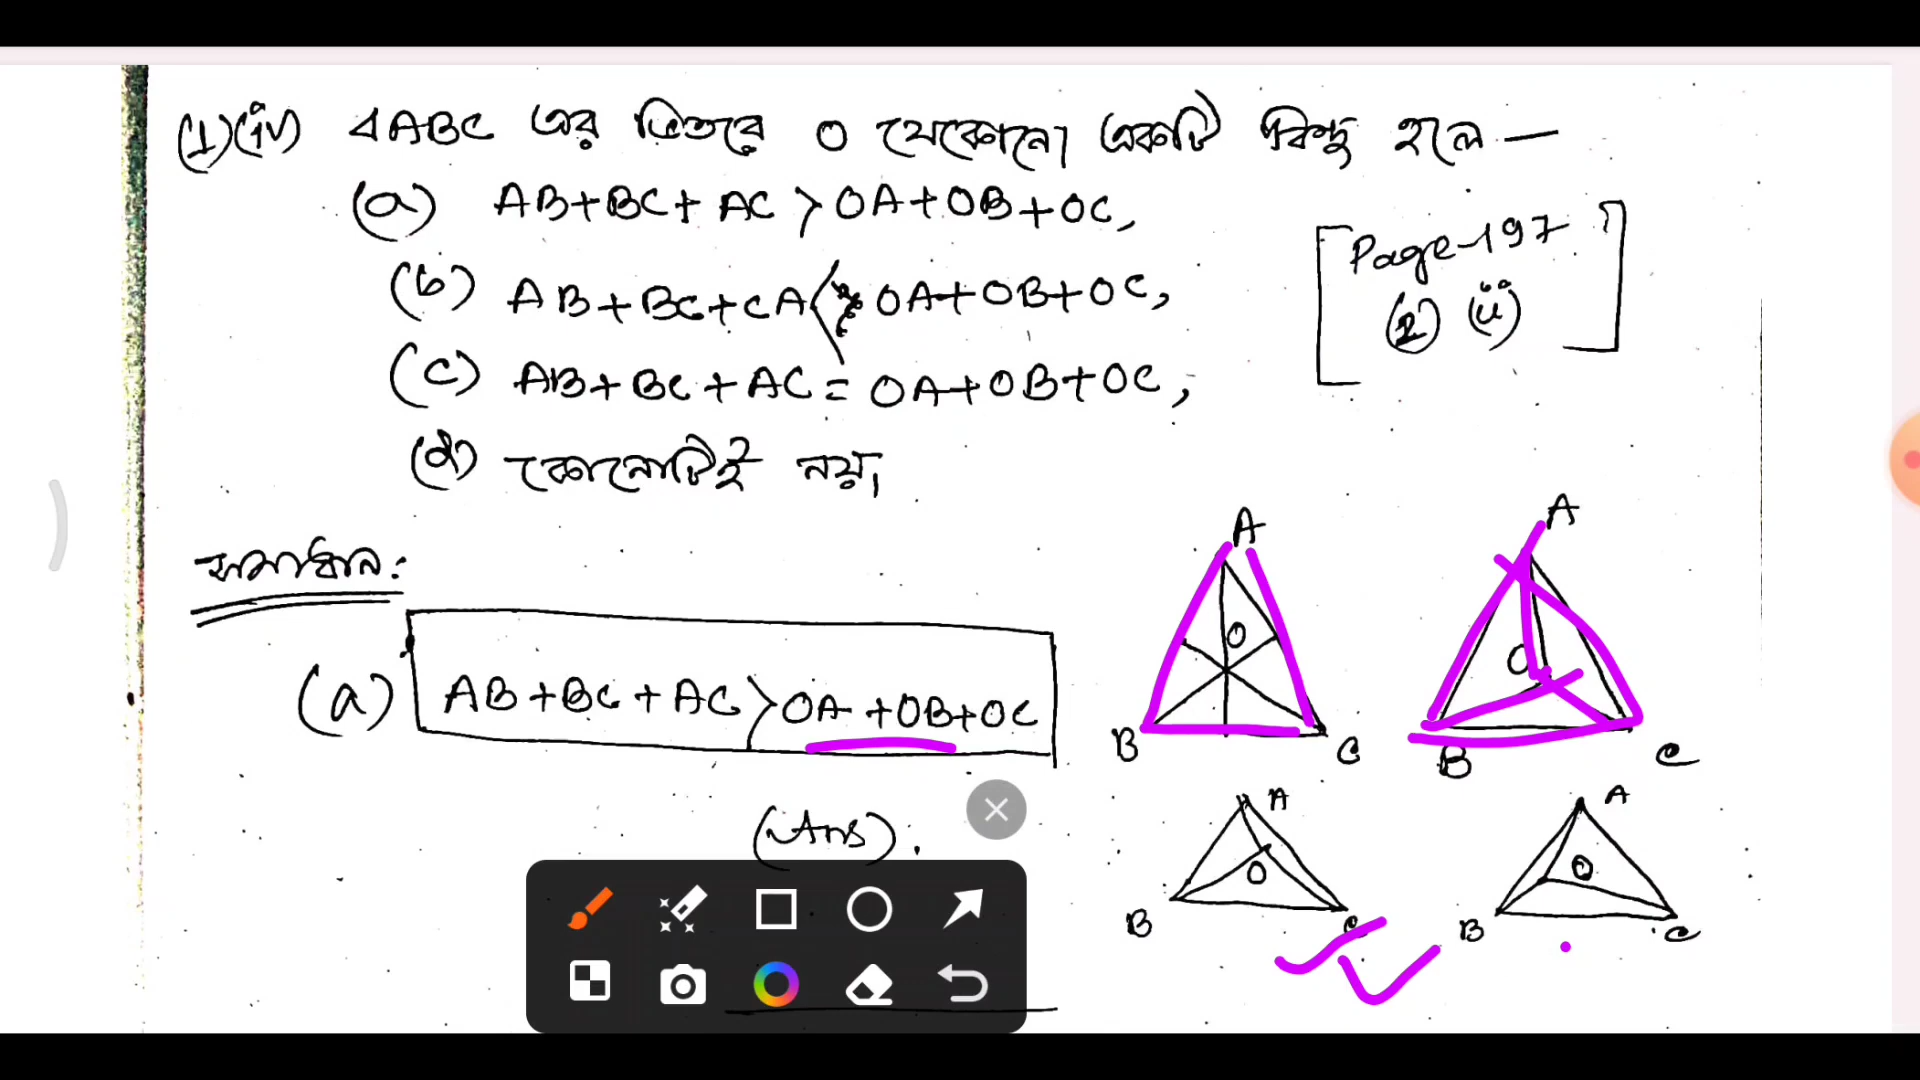 (1)(iv) ∠ABC এর ভিতরে O যেকোনো একটি বিন্দু হলে —
(a) AB+BC+AC > OA+OB+OC,
(b) AB+BC+CA < OA+OB+OC,
(c) AB+BC+AC = OA+OB+OC,
(d) কোনোটিই নয়,
[Page-197
(2) (ii)]
সমাধান:
(a) AB+BC+AC > OA+OB+OC
(Ans).
A
O
B
C
A
O
B
C
A
O
B
C
A
O
B
C